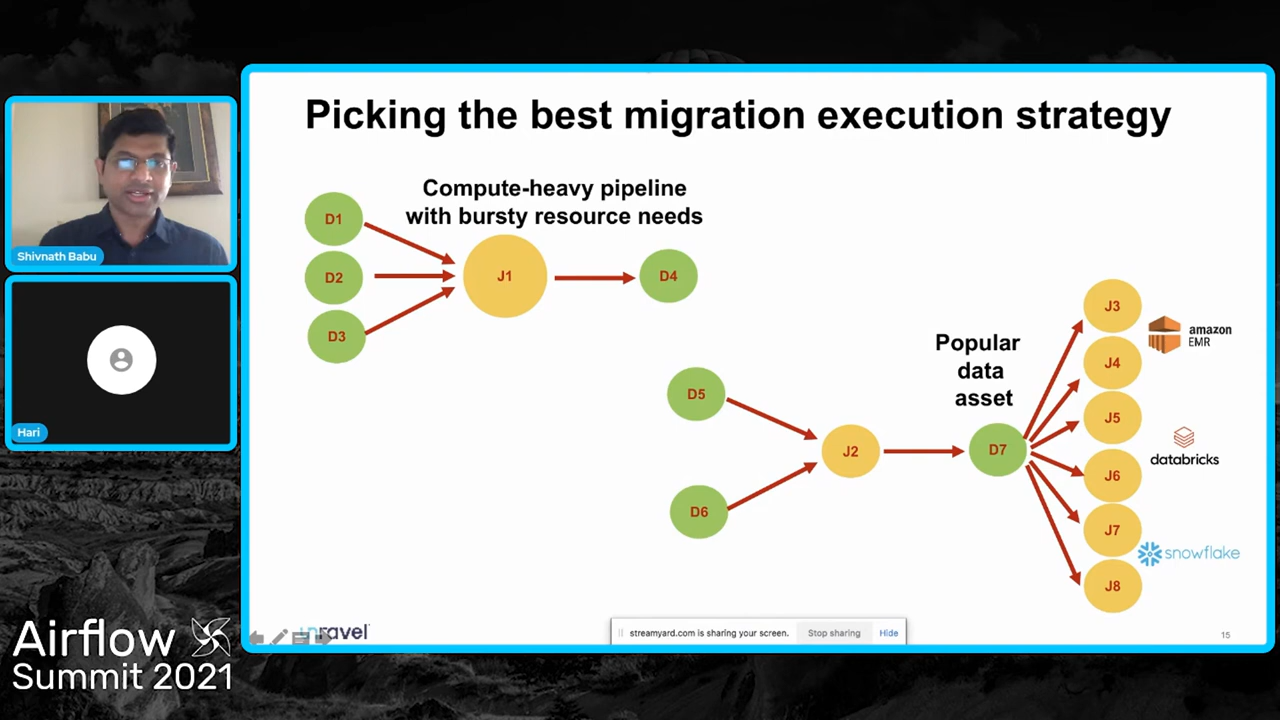 Picking the best migration execution strategy
Compute-heavy pipeline
with bursty resource needs
D1
D2
D3
J1
D4
Popular
data
asset
D5
D6
J2
D7
J3
J4
J5
J6
J7
J8
amazon
EMR
databricks
snowflake
Shivnath Babu
Hari
Airflow
Summit 2021
unravel
streamyard.com is sharing your screen.
Stop sharing
Hide
15